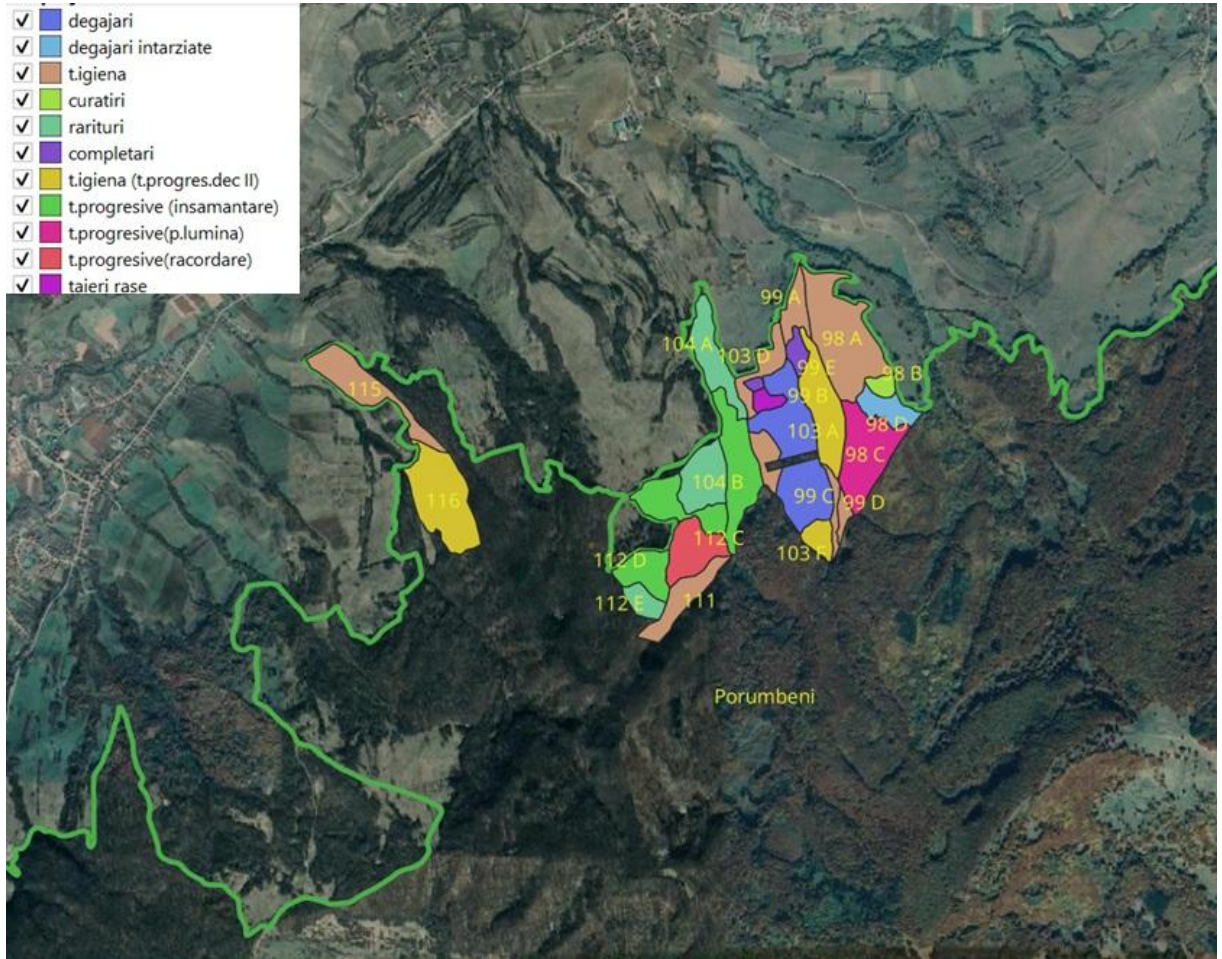 degajari
degajari intarziate
t.igiena
curatiri
rarituri
completari
t.igiena (t.progres.dec II)
t.progresive (insamantare)
t.progresive(p.lumina)
t.progresive(racordare)
taieri rase
99 A
98 A
104 A
103 D
99 E
98 B
115
99 B
103 A
98 D
98 C
104 B
116
99 C
99 D
112 C
103 F
112 D
112 E
111
Porumbeni